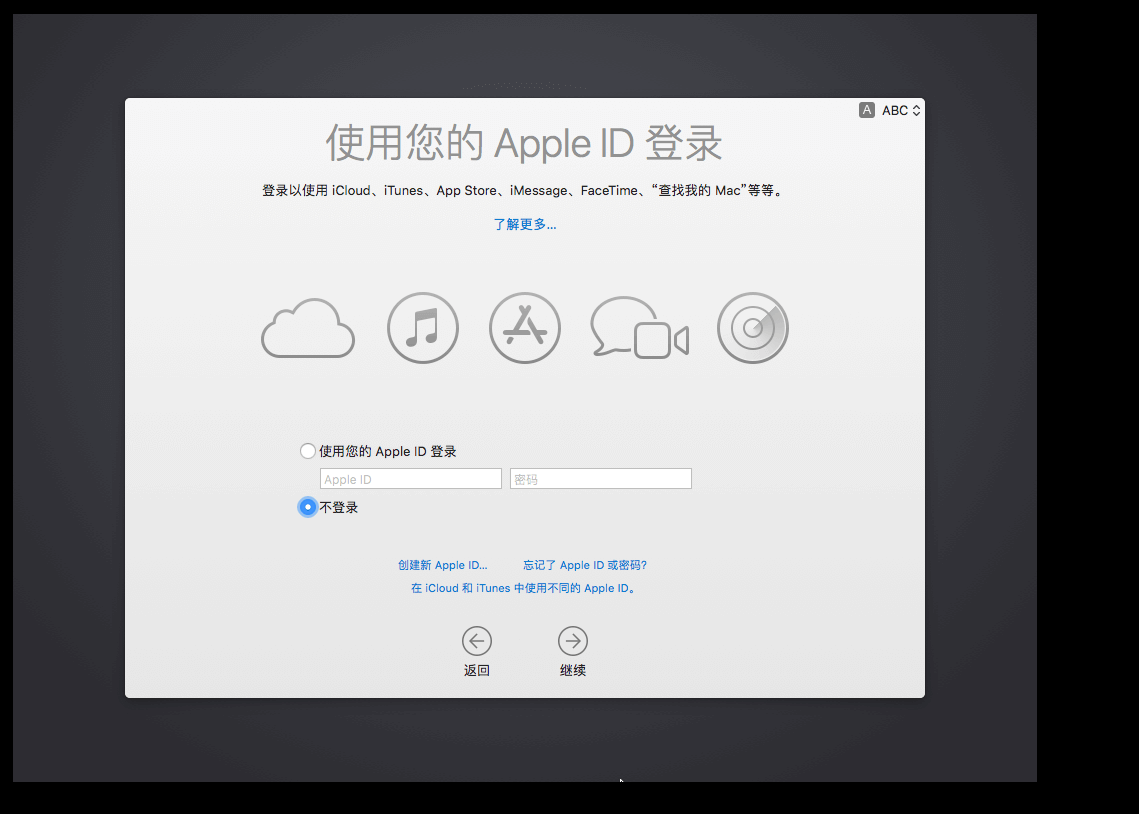 A ABC
使用您的 Apple ID 登录
登录以使用 iCloud、iTunes、App Store、iMessage、FaceTime、“查找我的 Mac”等等。
了解更多...
使用您的 Apple ID 登录
Apple ID 密码
不登录
创建新 Apple ID... 忘记了 Apple ID 或密码?
在 iCloud 和 iTunes 中使用不同的 Apple ID。
返回 继续